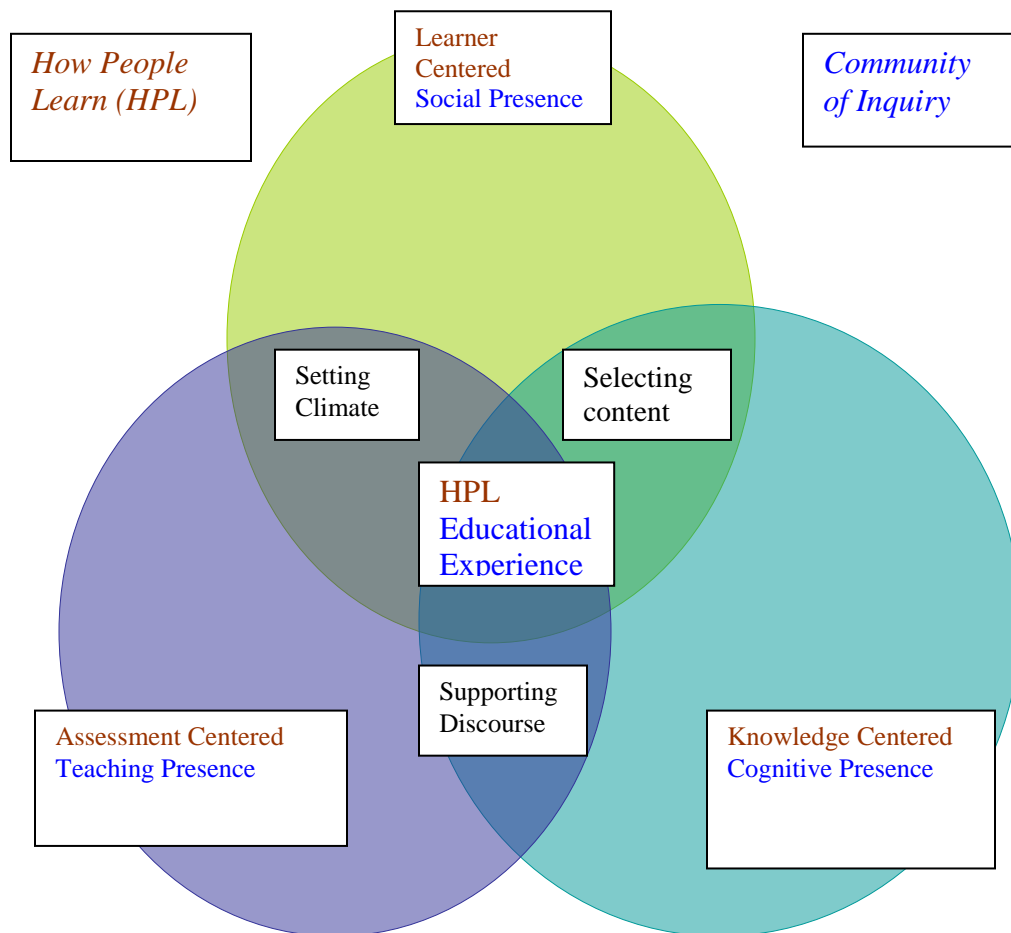 How People
Learn (HPL)
Learner
Centered
Social Presence
Community
of Inquiry
Setting
Climate
Selecting
content
HPL
Educational
Experience
Supporting
Discourse
Assessment Centered
Teaching Presence
Knowledge Centered
Cognitive Presence